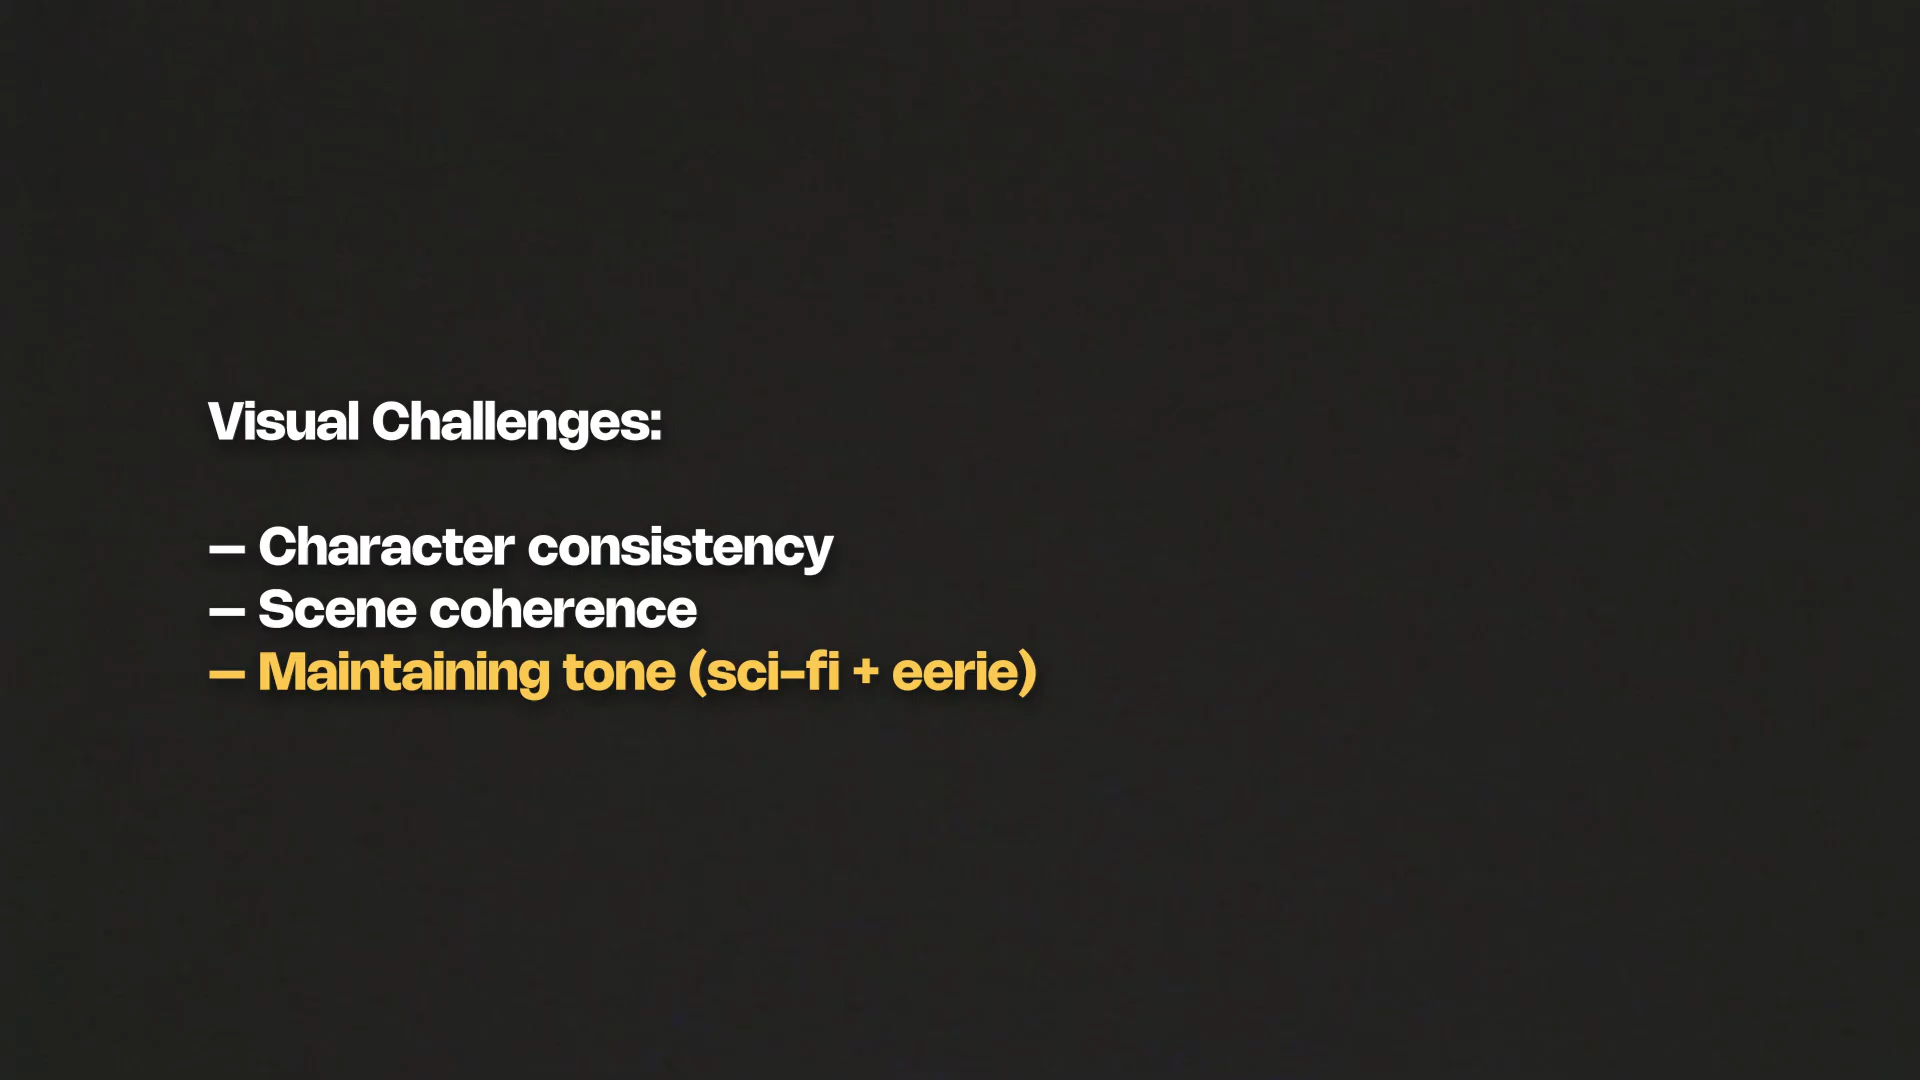 Visual Challenges:
– Character consistency
– Scene coherence
– Maintaining tone (sci-fi + eerie)